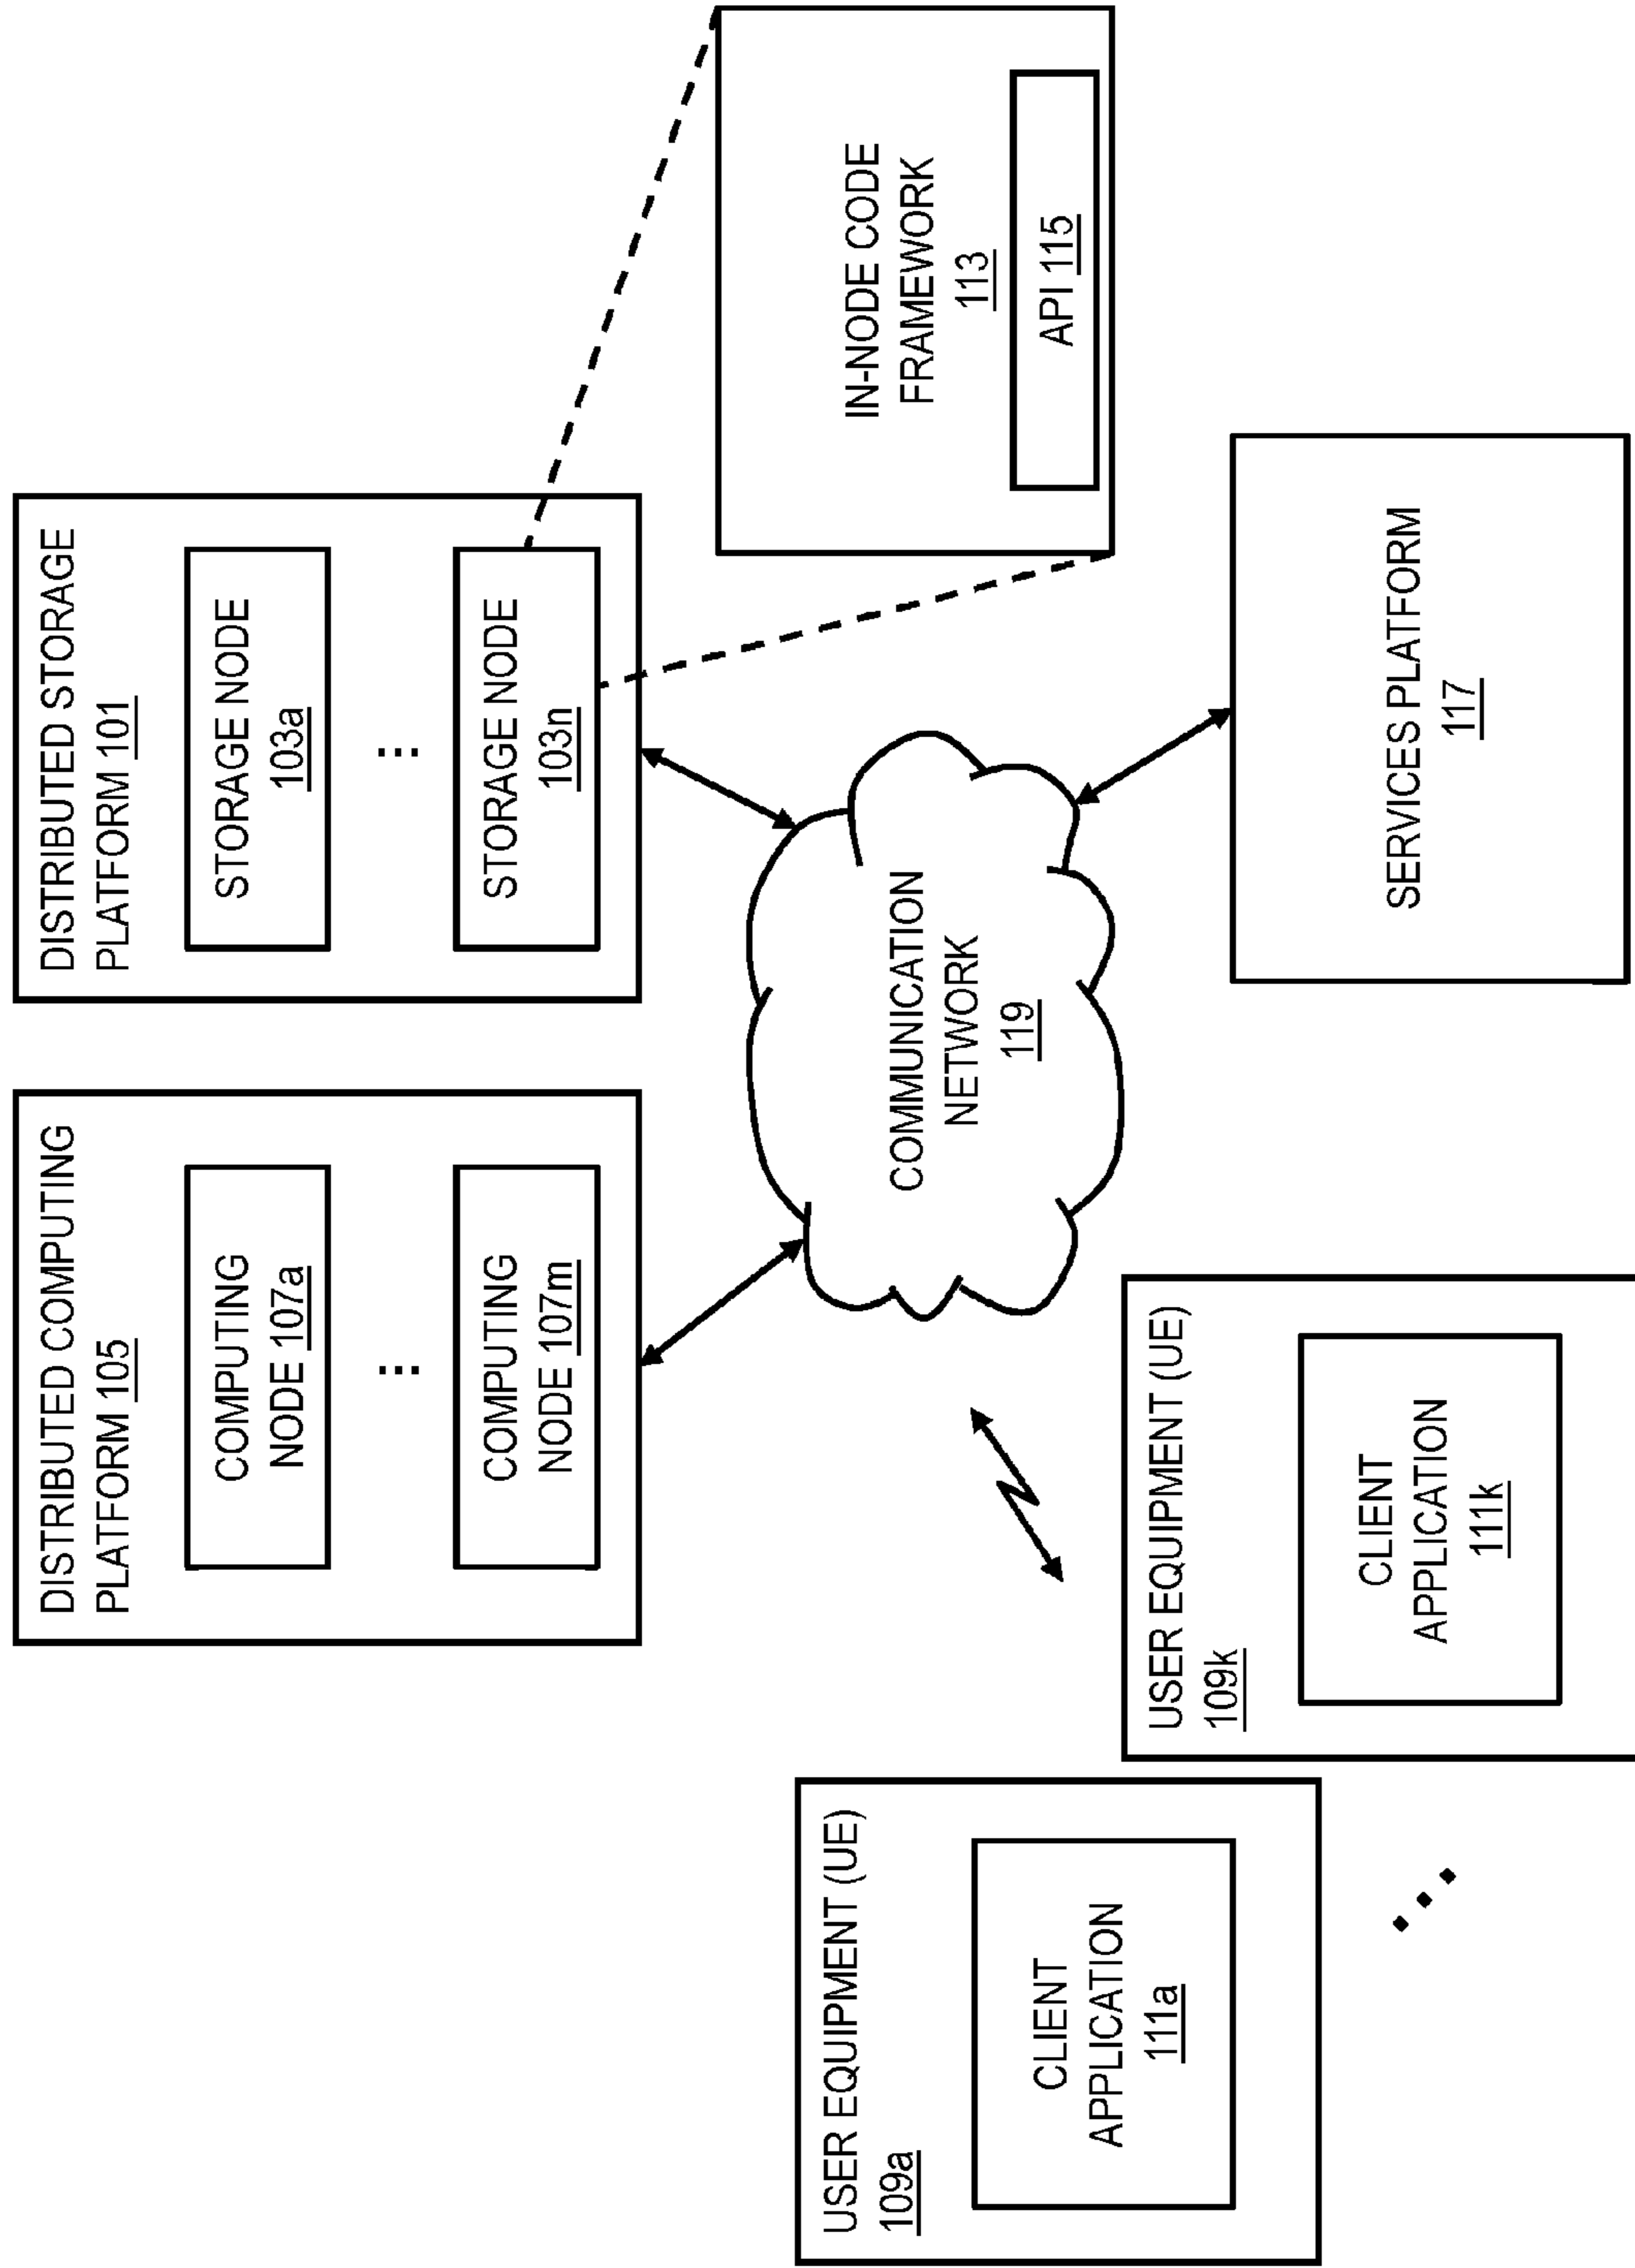 DISTRIBUTED COMPUTING
PLATFORM 105
COMPUTING
NODE 107a
...
COMPUTING
NODE 107m
DISTRIBUTED STORAGE
PLATFORM 101
STORAGE NODE
103a
...
STORAGE NODE
103n
IN-NODE CODE
FRAMEWORK
113
API 115
COMMUNICATION
NETWORK
119
USER EQUIPMENT (UE)
109a
CLIENT
APPLICATION
111a
USER EQUIPMENT (UE)
109k
CLIENT
APPLICATION
111k
SERVICES PLATFORM
117